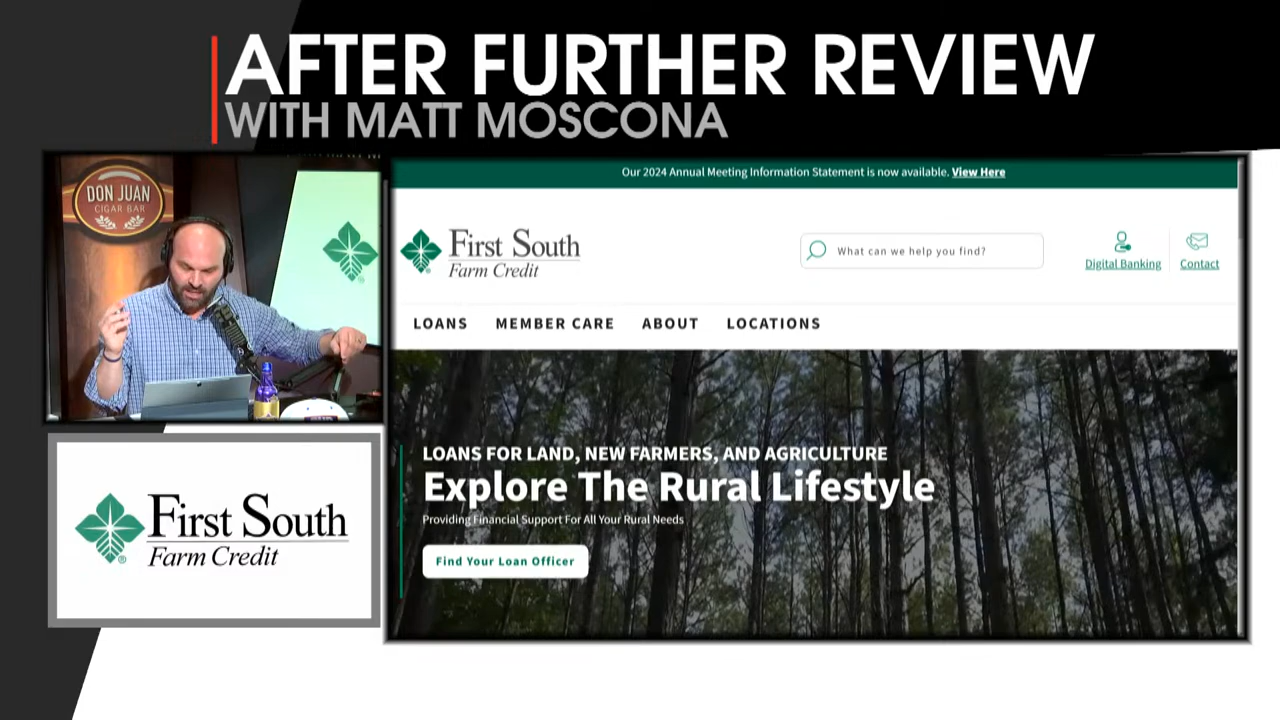 AFTER FURTHER REVIEW
WITH MATT MOSCONA
DON JUAN
CIGAR BAR
Our 2024 Annual Meeting Information Statement is now available. View Here
First South
Farm Credit
What can we help you find?
Digital Banking
Contact
LOANS MEMBER CARE ABOUT LOCATIONS
LOANS FOR LAND, NEW FARMERS, AND AGRICULTURE
Explore The Rural Lifestyle
Providing Financial Support For All Your Rural Needs
Find Your Loan Officer
First South
Farm Credit®